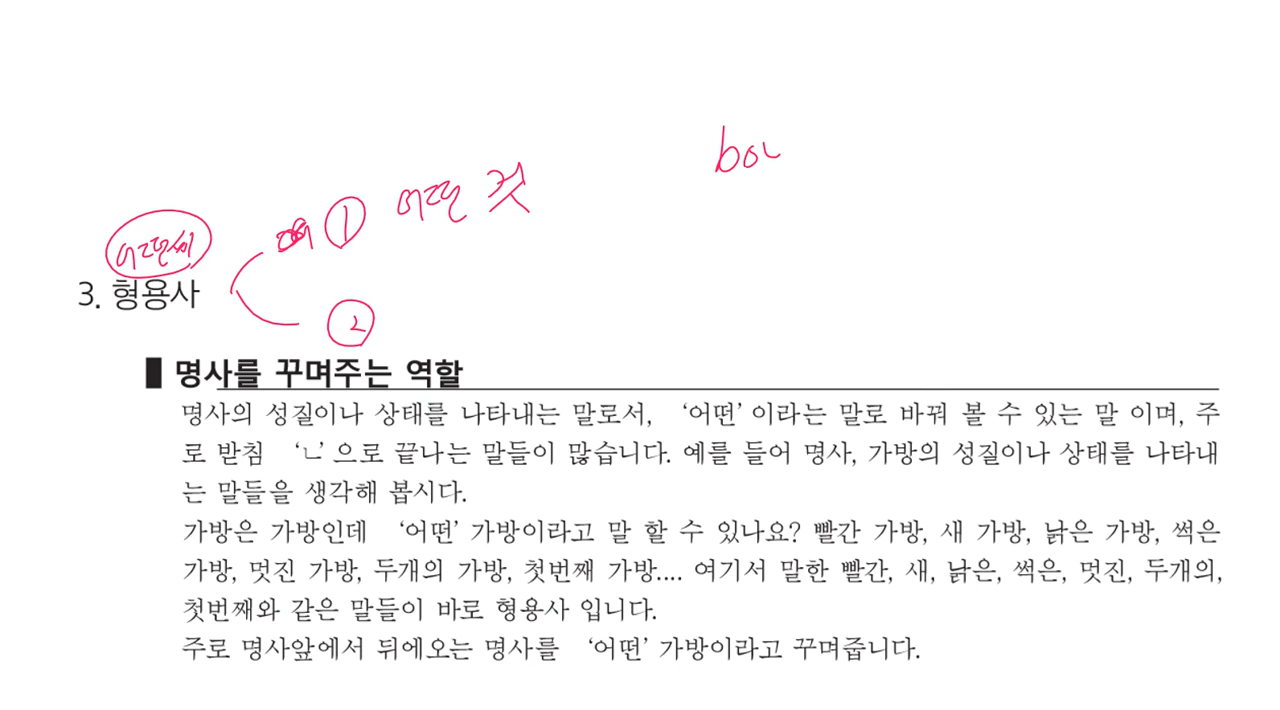 boo
① 어떤 것
어떤씨
3. 형용사
②
명사를 꾸며주는 역할
명사의 성질이나 상태를 나타내는 말로서, ‘어떤’ 이라는 말로 바꿔 볼 수 있는 말 이며, 주
로 받침 ‘ㄴ’ 으로 끝나는 말들이 많습니다. 예를 들어 명사, 가방의 성질이나 상태를 나타내
는 말들을 생각해 봅시다.
가방은 가방인데 ‘어떤’ 가방이라고 말 할 수 있나요? 빨간 가방, 새 가방, 낡은 가방, 썩은
가방, 멋진 가방, 두개의 가방, 첫번째 가방.... 여기서 말한 빨간, 새, 낡은, 썩은, 멋진, 두개의,
첫번째와 같은 말들이 바로 형용사 입니다.
주로 명사앞에서 뒤에오는 명사를 ‘어떤’ 가방이라고 꾸며줍니다.